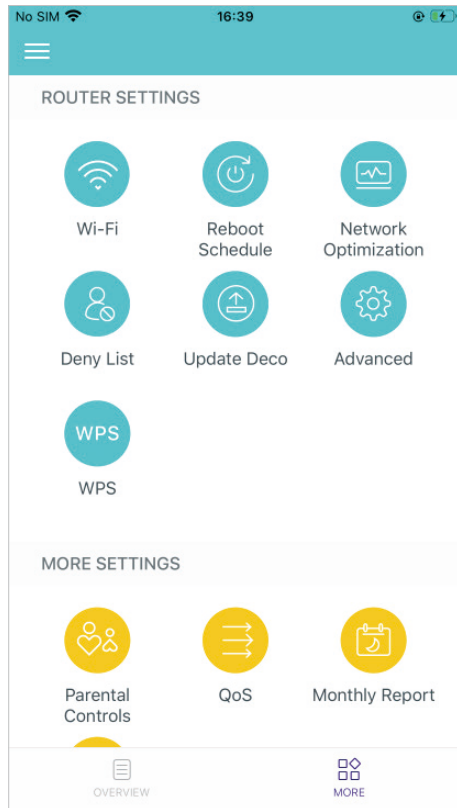 No SIM 16:39
ROUTER SETTINGS
Wi-Fi
Reboot
Schedule
Network
Optimization
Deny List
Update Deco
Advanced
WPS
WPS
MORE SETTINGS
Parental
Controls
QoS
Monthly Report
OVERVIEW
MORE